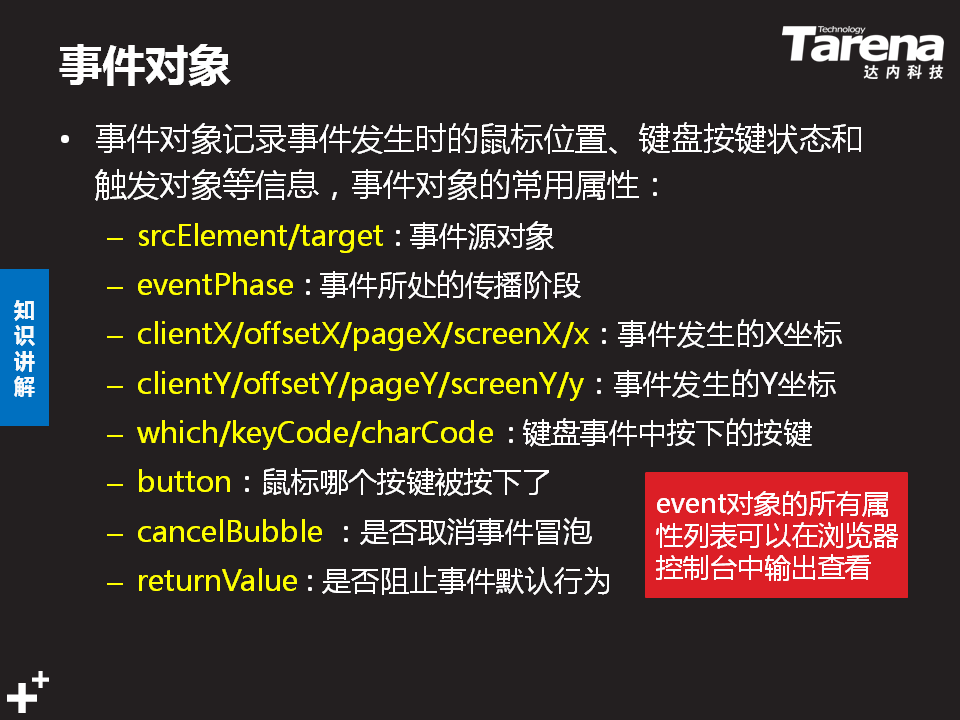 事件对象
Technology
Tarena
达内科技
• 事件对象记录事件发生时的鼠标位置、键盘按键状态和
触发对象等信息，事件对象的常用属性：
– srcElement/target：事件源对象
– eventPhase：事件所处的传播阶段
– clientX/offsetX/pageX/screenX/x：事件发生的X坐标
– clientY/offsetY/pageY/screenY/y：事件发生的Y坐标
– which/keyCode/charCode ：键盘事件中按下的按键
– button：鼠标哪个按键被按下了
– cancelBubble ：是否取消事件冒泡
– returnValue：是否阻止事件默认行为
知
识
讲
解
event对象的所有属
性列表可以在浏览器
控制台中输出查看